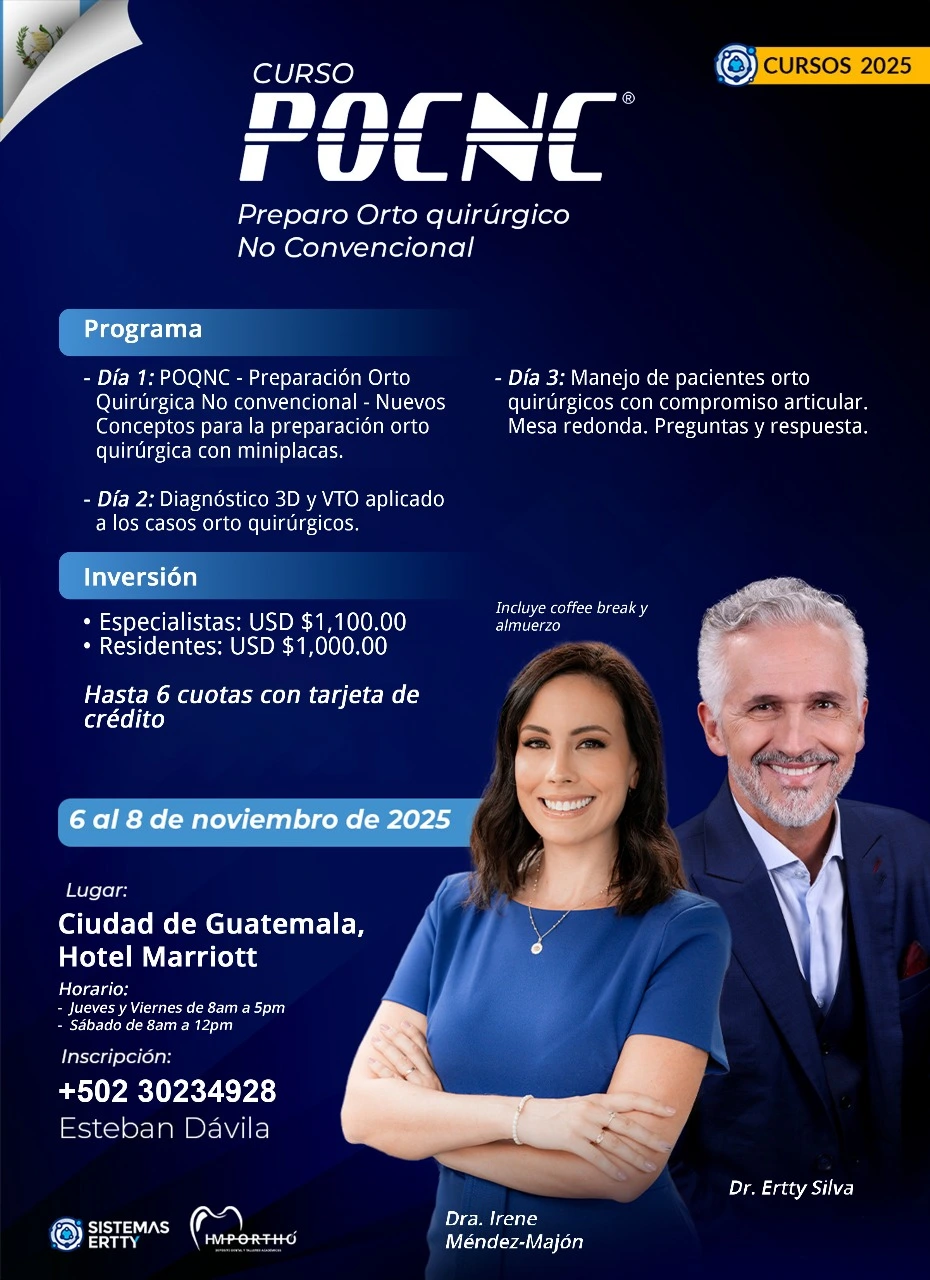 CURSOS 2025
CURSO
POCNC®
Preparo Orto quirúrgico
No Convencional
Programa
- Día 1: POQNC - Preparación Orto
Quirúrgica No convencional - Nuevos
Conceptos para la preparación orto
quirúrgica con miniplacas.
- Día 2: Diagnóstico 3D y VTO aplicado
a los casos orto quirúrgicos.
- Día 3: Manejo de pacientes orto
quirúrgicos con compromiso articular.
Mesa redonda. Preguntas y respuesta.
Inversión
• Especialistas: USD $1,100.00
• Residentes: USD $1,000.00
Hasta 6 cuotas con tarjeta de
crédito
Incluye coffee break y
almuerzo
6 al 8 de noviembre de 2025
Lugar:
Ciudad de Guatemala,
Hotel Marriott
Horario:
- Jueves y Viernes de 8am a 5pm
- Sábado de 8am a 12pm
Inscripción:
+502 30234928
Esteban Dávila
Dr. Ertty Silva
Dra. Irene
Méndez-Majón
SISTEMAS
ERTTY
IMPORTHO